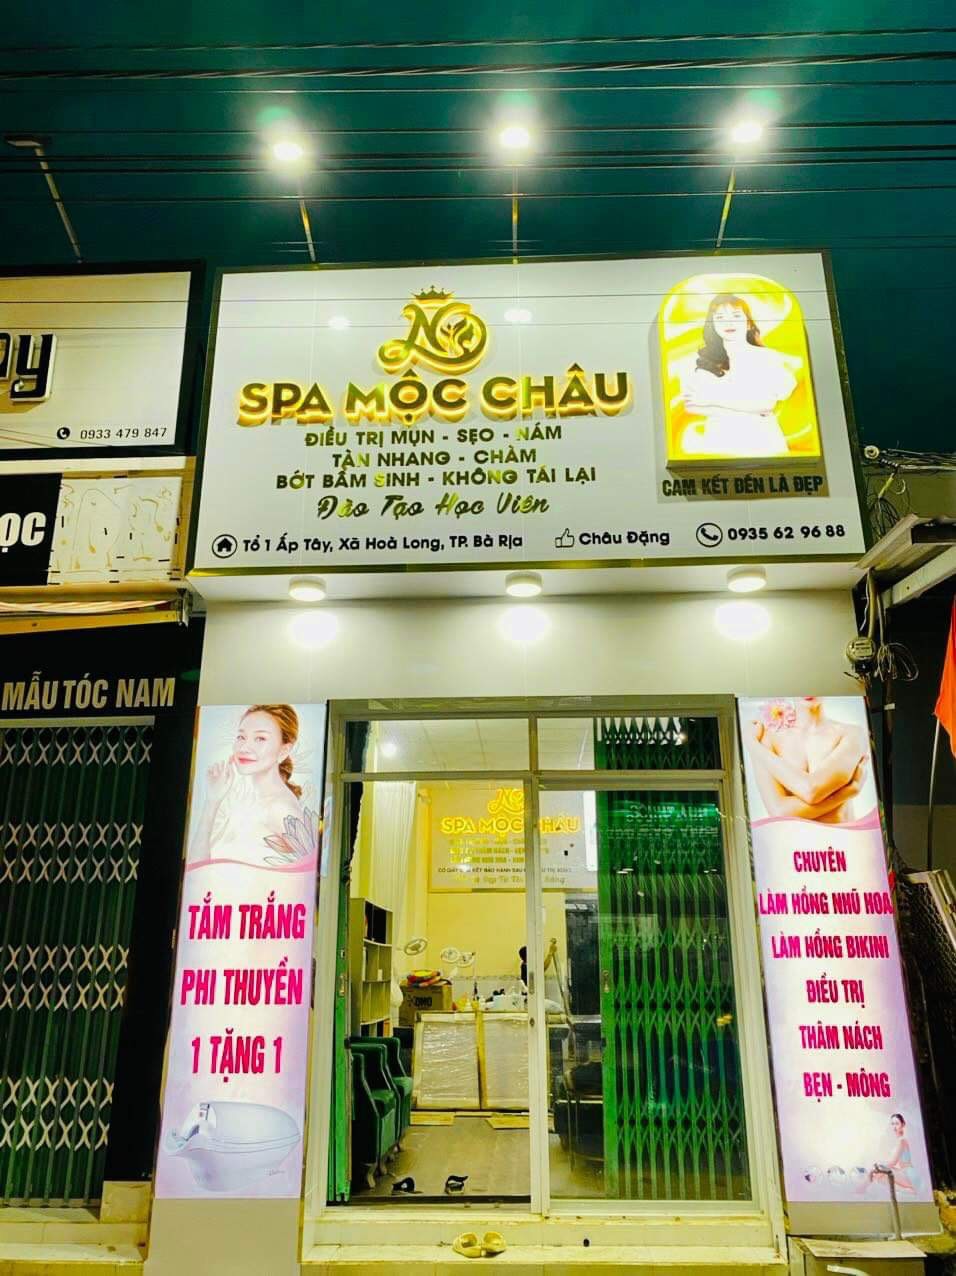 SPA MỘC CHÂU
ĐIỀU TRỊ MỤN - SẸO - NÁM
TÀN NHANG - CHÀM
BỚT BẨM SINH - KHÔNG TÁI LẠI
Đào Tạo Học Viên
CAM KẾT ĐẾN LÀ ĐẸP
Tổ 1 Ấp Tây, Xã Hoà Long, TP. Bà Rịa
Châu Đặng
0935 62 96 88
0933 479 847
ỌC
MẪU TÓC NAM
TẮM TRẮNG
PHI THUYỀN
1 TẶNG 1
SPA MỘC CHÂU
CHUYÊN
LÀM HỒNG NHŨ HOA
LÀM HỒNG BIKINI
ĐIỀU TRỊ
THÂM NÁCH
BẸN - MÔNG